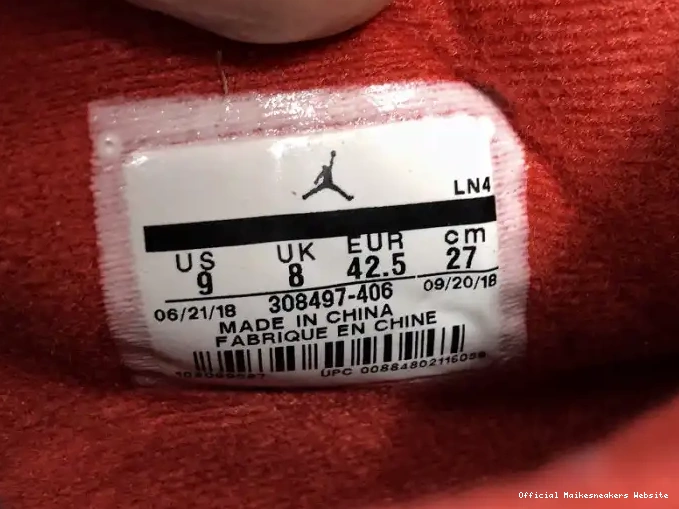 LN4
US UK EUR cm
9 8 42.5 27
06/21/18 308497-406 09/20/18
MADE IN CHINA
FABRIQUE EN CHINE
UPC 00884802115058
Official Maikesneakers Website